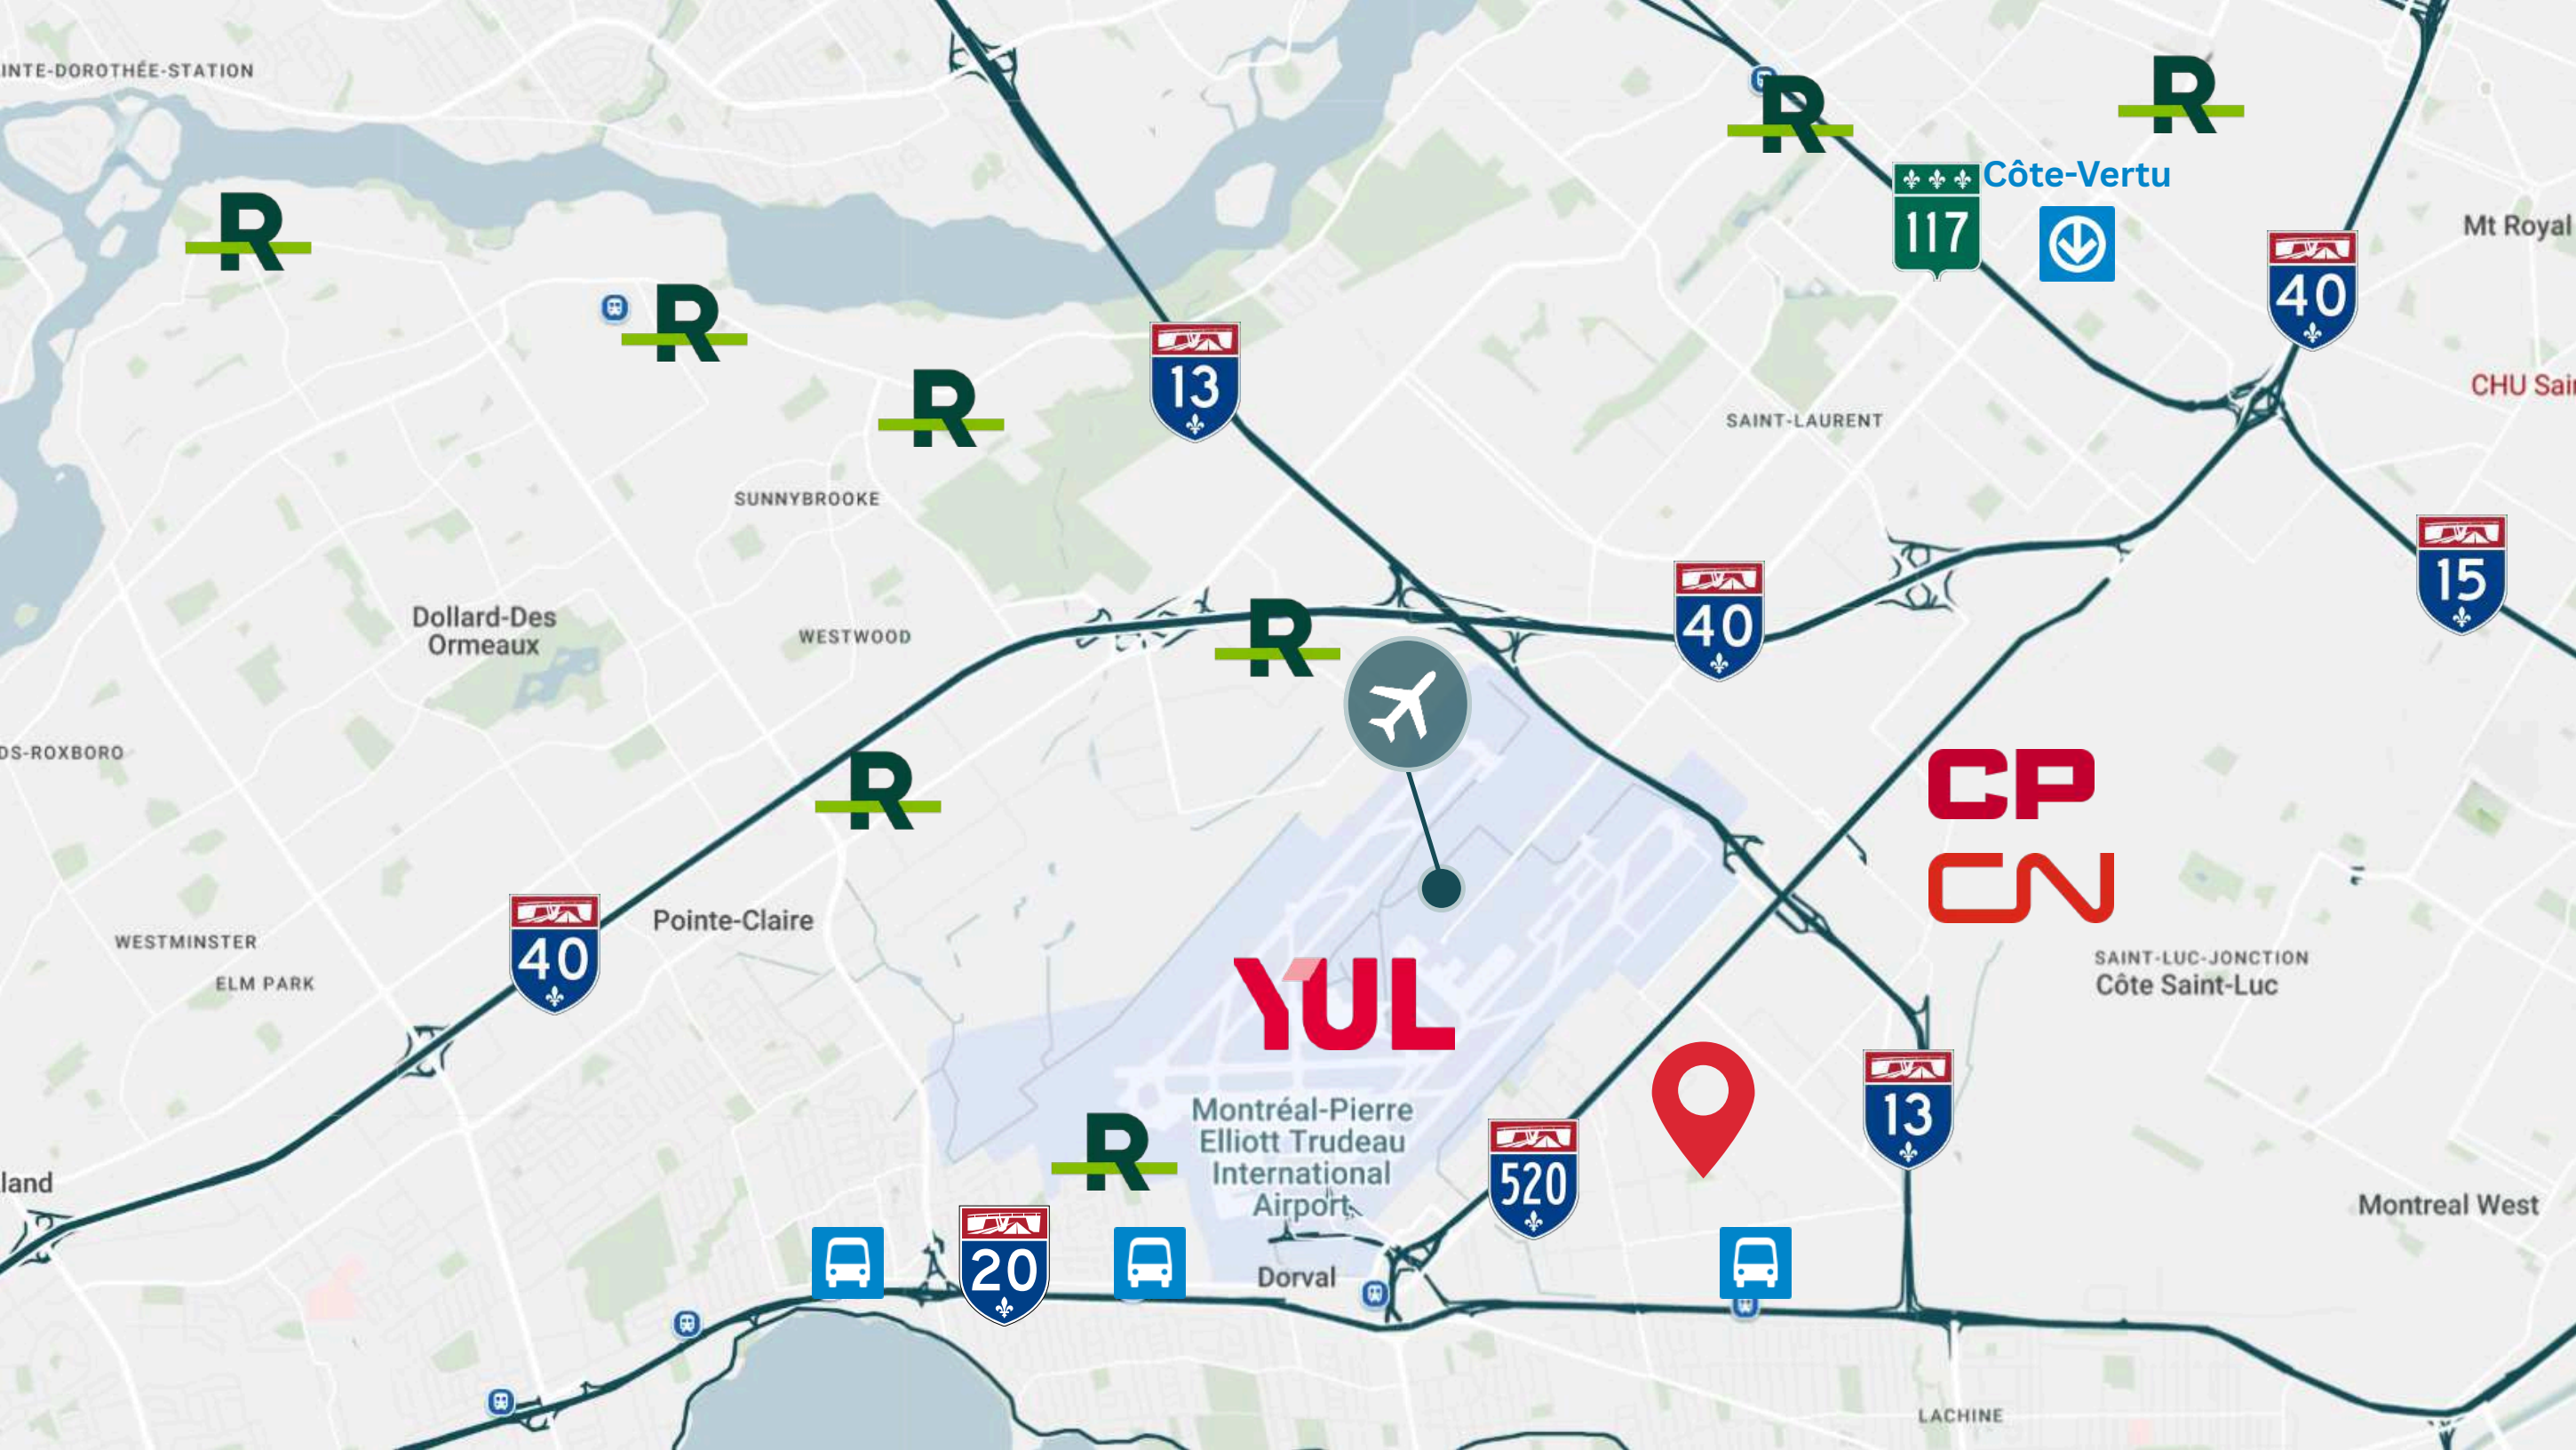 INTE-DOROTHÉE-STATION
R
R
117
Côte-Vertu
Mt Royal
R
40
R
13
CHU Sai
R
SAINT-LAURENT
SUNNYBROOKE
15
Dollard-Des
Ormeaux
WESTWOOD
R
40
DS-ROXBORO
R
CP
CN
40
Pointe-Claire
WESTMINSTER
ELM PARK
YUL
SAINT-LUC-JONCTION
Côte Saint-Luc
Montréal-Pierre
Elliott Trudeau
International
Airport
R
13
520
land
Montreal West
20
Dorval
LACHINE